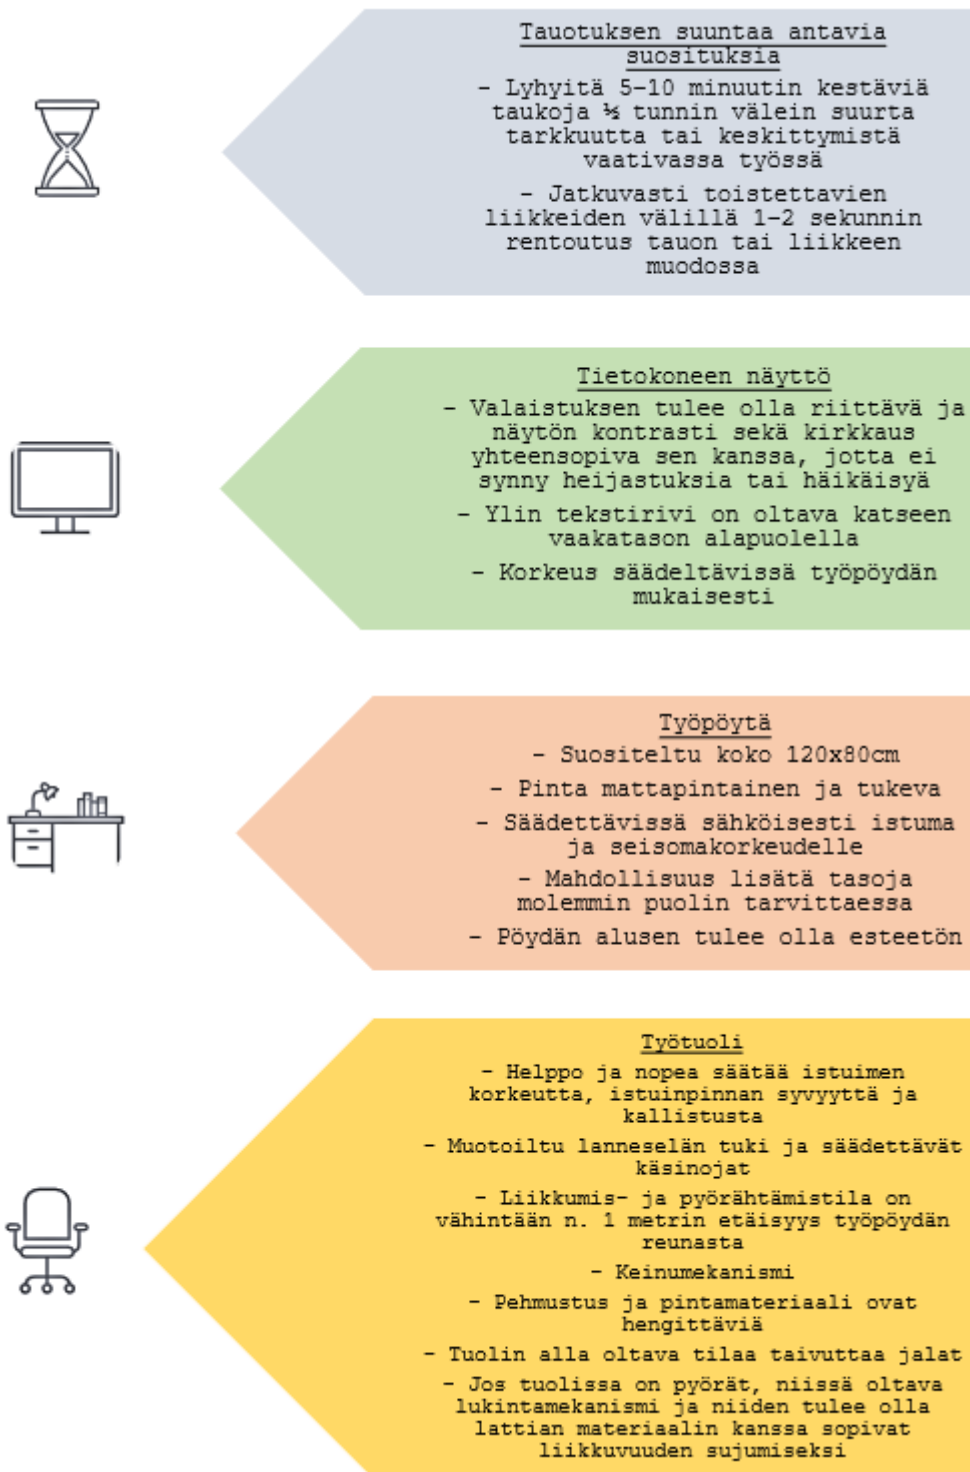 Tauotuksen suuntaa antavia
suosituksia
- Lyhyitä 5-10 minuutin kestäviä
taukoja ½ tunnin välein suurta
tarkkuutta tai keskittymistä
vaativassa työssä
- Jatkuvasti toistettavien
liikkeiden välillä 1-2 sekunnin
rentoutus tauon tai liikkeen
muodossa
Tietokoneen näyttö
- Valaistuksen tulee olla riittävä ja
näytön kontrasti sekä kirkkaus
yhteensopiva sen kanssa, jotta ei
synny heijastuksia tai häikäisyä
- Ylin tekstirivi on oltava katseen
vaakatason alapuolella
- Korkeus säädeltävissä työpöydän
mukaisesti
Työpöytä
- Suositeltu koko 120x80cm
- Pinta mattapintainen ja tukeva
- Säädettävissä sähköisesti istuma
ja seisomakorkeudelle
- Mahdollisuus lisätä tasoja
molemmin puolin tarvittaessa
- Pöydän alusen tulee olla esteetön
Työtuoli
- Helppo ja nopea säätää istuimen
korkeutta, istuinpinnan syvyyttä ja
kallistusta
- Muotoiltu lanneselän tuki ja säädettävät
käsinojat
- Liikkumis- ja pyörähtämistila on
vähintään n. 1 metrin etäisyys työpöydän
reunasta
- Keinumekanismi
- Pehmustus ja pintamateriaali ovat
hengittäviä
- Tuolin alla oltava tilaa taivuttaa jalat
- Jos tuolissa on pyörät, niissä oltava
lukintamekanismi ja niiden tulee olla
lattian materiaalin kanssa sopivat
liikkuvuuden sujumiseksi